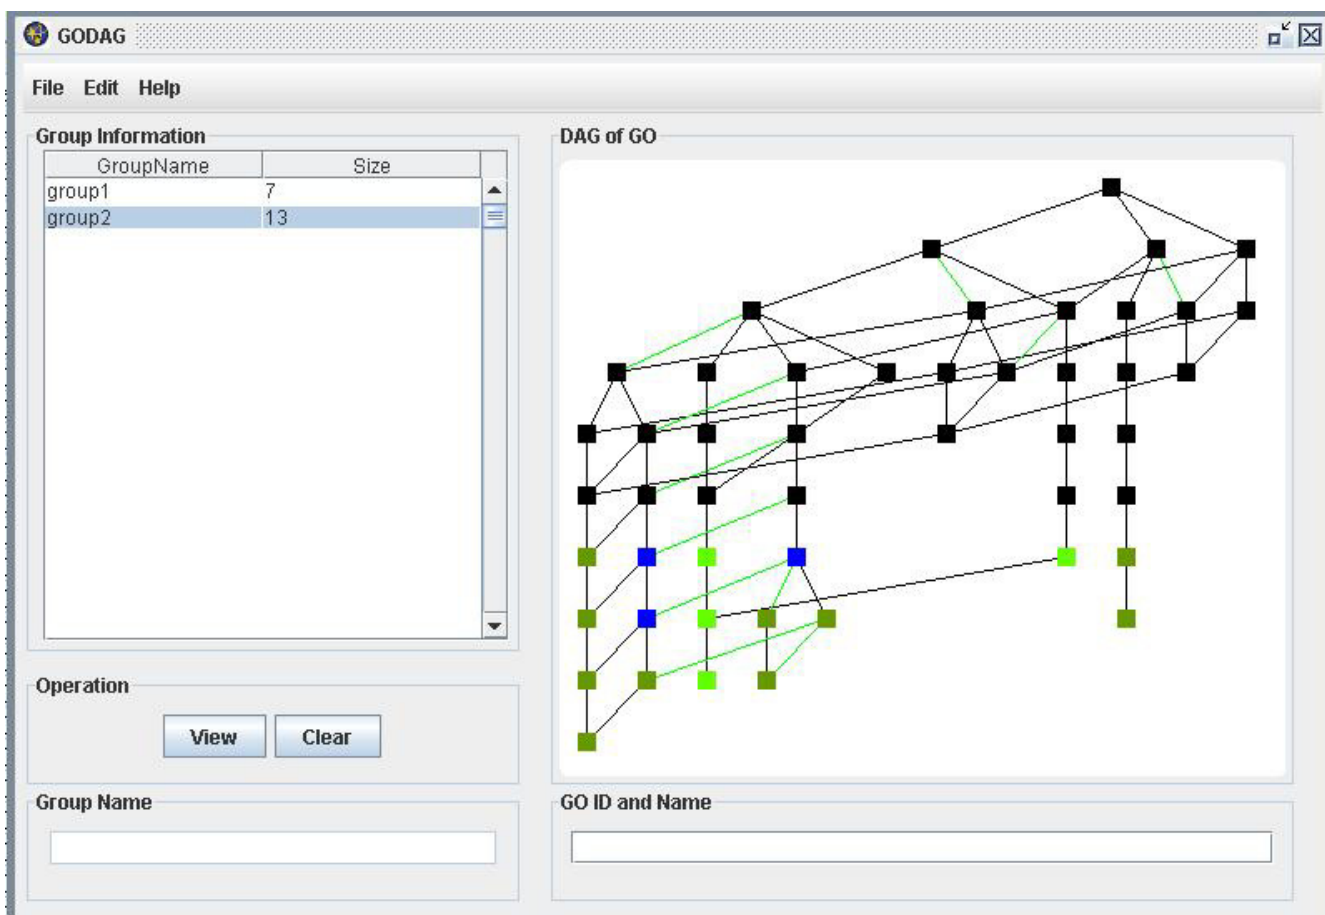 GODAG
File Edit Help
Group Information
GroupName Size
group1 7
group2 13
DAG of GO
Operation
View Clear
Group Name
GO ID and Name